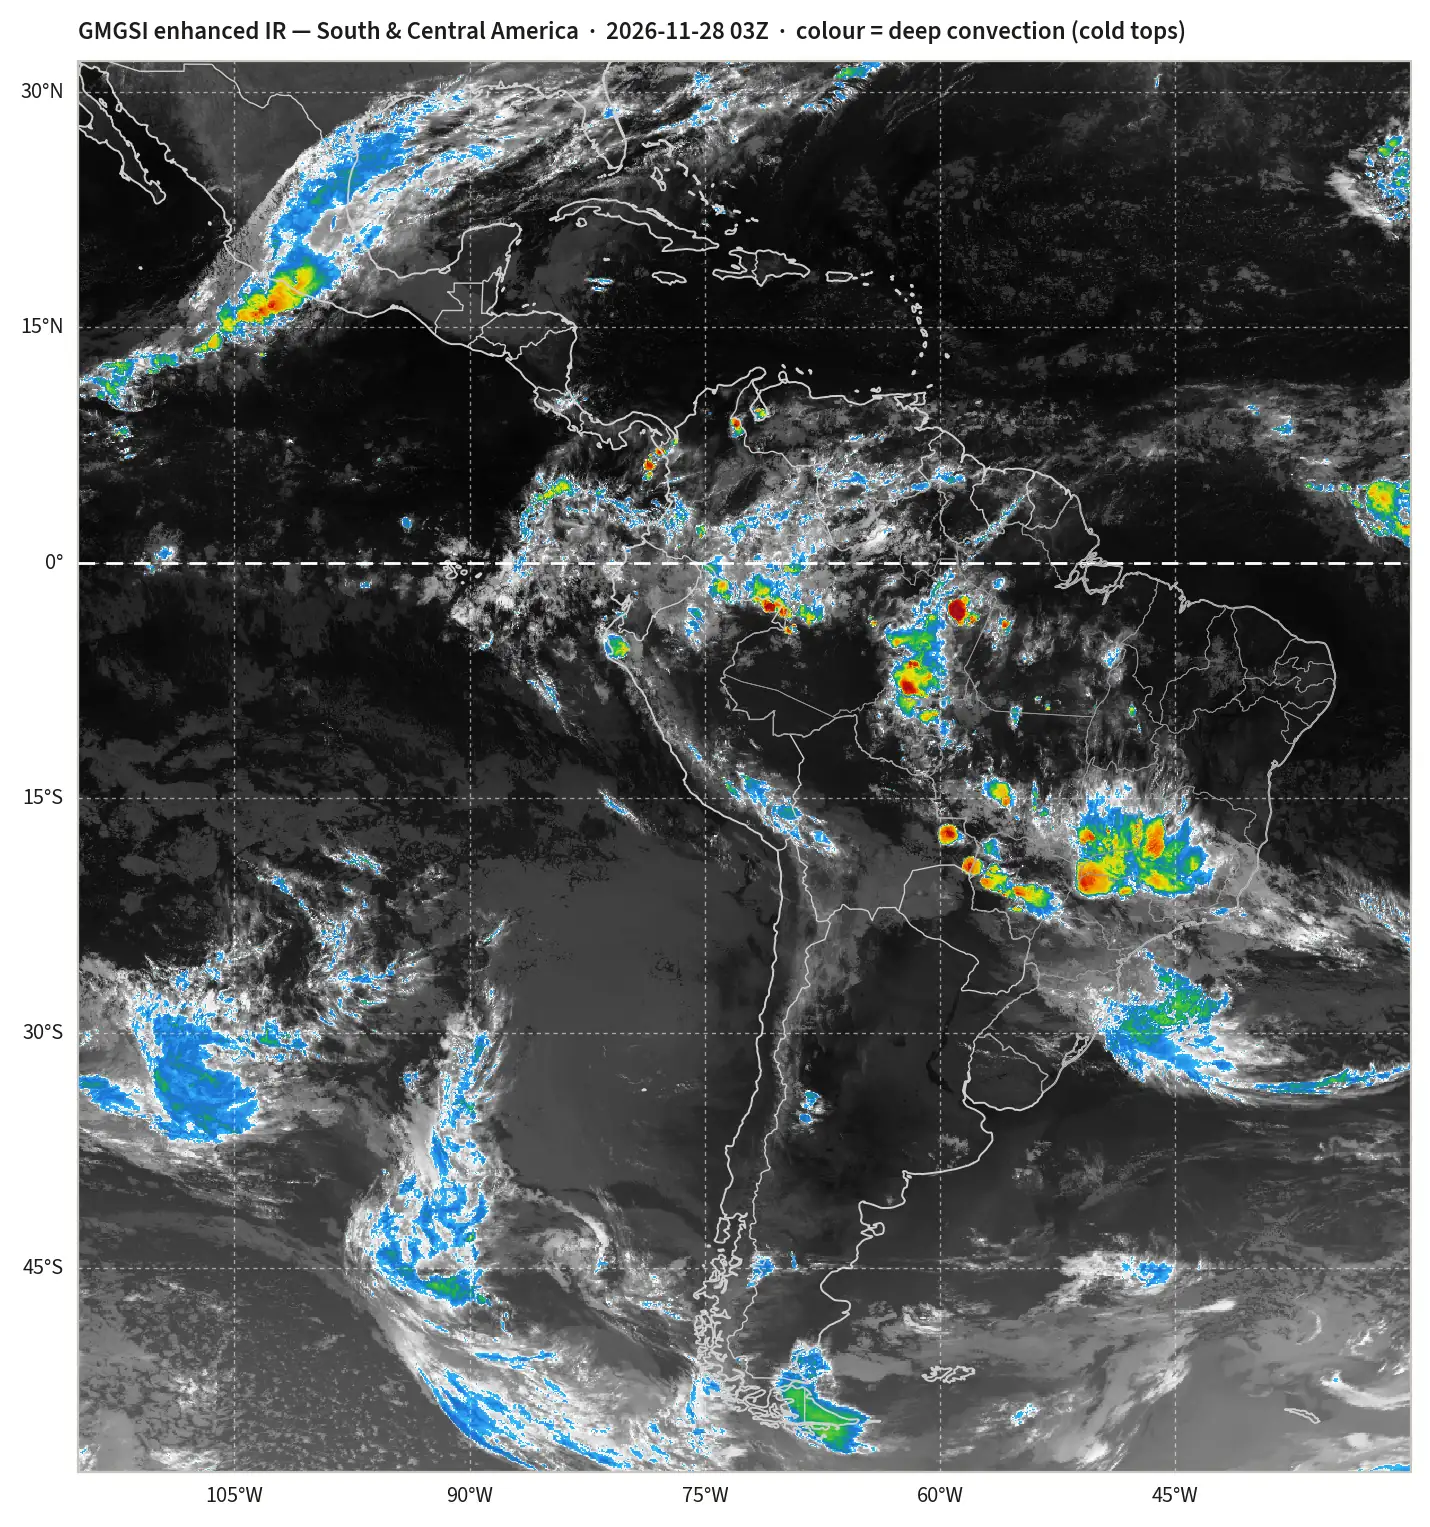 GMGSI enhanced IR — South & Central America · 2026-11-28 03Z · colour = deep convection (cold tops)
30°N
15°N
0°
15°S
30°S
45°S
105°W 90°W 75°W 60°W 45°W